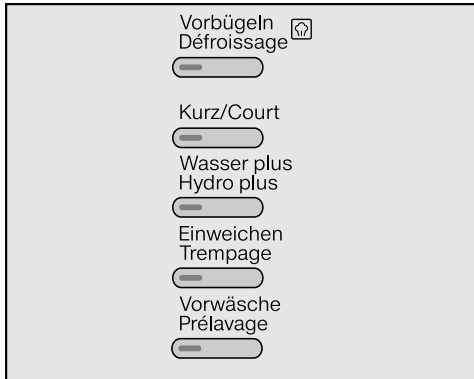 Vorbügeln
Défroissage
Kurz/Court
Wasser plus
Hydro plus
Einweichen
Trempage
Vorwäsche
Prélavage